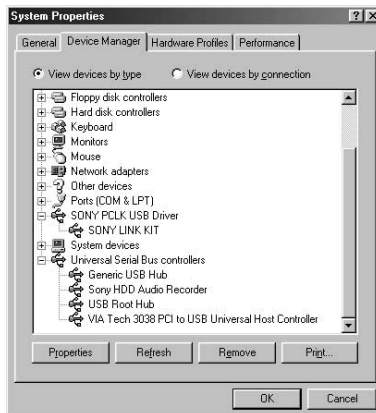 System Properties
General Device Manager Hardware Profiles Performance
View devices by type View devices by connection
Floppy disk controllers
Hard disk controllers
Keyboard
Monitors
Mouse
Network adapters
Other devices
Ports (COM & LPT)
SONY PCLK USB Driver
SONY LINK KIT
System devices
Universal Serial Bus controllers
Generic USB Hub
Sony HDD Audio Recorder
USB Root Hub
VIA Tech 3038 PCI to USB Universal Host Controller
Properties Refresh Remove Print...
OK Cancel